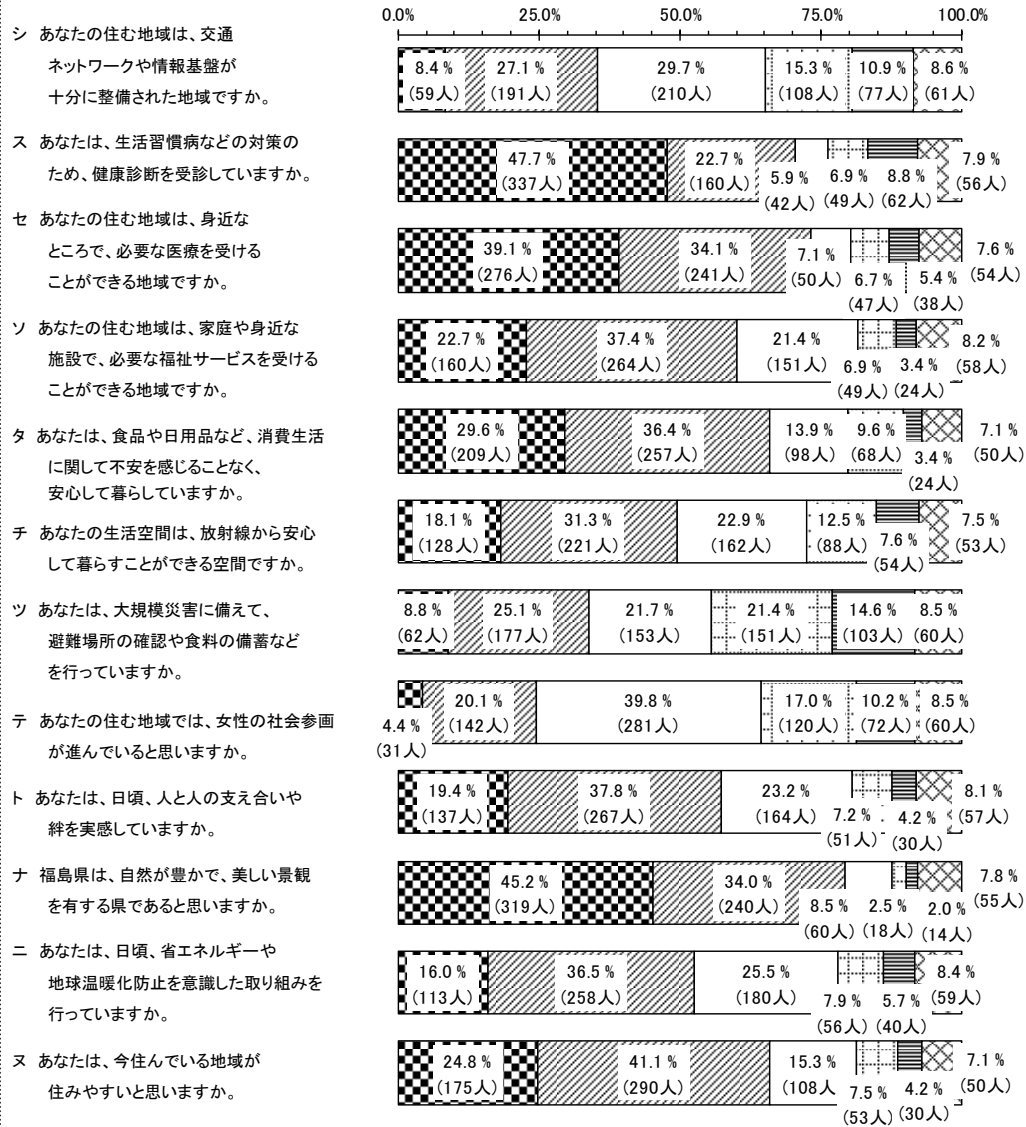 0.0% 25.0% 50.0% 75.0% 100.0%
シ あなたの住む地域は、交通
ネットワークや情報基盤が
十分に整備された地域ですか。
8.4 % 27.1 % 29.7 % 15.3 % 10.9 % 8.6 %
(59人) (191人) (210人) (108人) (77人) (61人)
ス あなたは、生活習慣病などの対策の
ため、健康診断を受診していますか。
47.7 % 22.7 % 5.9 % 6.9 % 8.8 % 7.9 %
(337人) (160人) (42人) (49人) (62人) (56人)
セ あなたの住む地域は、身近な
ところで、必要な医療を受ける
ことができる地域ですか。
39.1 % 34.1 % 7.1 % 6.7 % 5.4 % 7.6 %
(276人) (241人) (50人) (47人) (38人) (54人)
ソ あなたの住む地域は、家庭や身近な
施設で、必要な福祉サービスを受ける
ことができる地域ですか。
22.7 % 37.4 % 21.4 % 6.9 % 3.4 % 8.2 %
(160人) (264人) (151人) (49人) (24人) (58人)
タ あなたは、食品や日用品など、消費生活
に関して不安を感じることなく、
安心して暮らしていますか。
29.6 % 36.4 % 13.9 % 9.6 % 3.4 % 7.1 %
(209人) (257人) (98人) (68人) (24人) (50人)
チ あなたの生活空間は、放射線から安心
して暮らすことができる空間ですか。
18.1 % 31.3 % 22.9 % 12.5 % 7.6 % 7.5 %
(128人) (221人) (162人) (88人) (54人) (53人)
ツ あなたは、大規模災害に備えて、
避難場所の確認や食料の備蓄など
を行っていますか。
8.8 % 25.1 % 21.7 % 21.4 % 14.6 % 8.5 %
(62人) (177人) (153人) (151人) (103人) (60人)
テ あなたの住む地域では、女性の社会参画
が進んでいると思いますか。
4.4 % 20.1 % 39.8 % 17.0 % 10.2 % 8.5 %
(31人) (142人) (281人) (120人) (72人) (60人)
ト あなたは、日頃、人と人の支え合いや
絆を実感していますか。
19.4 % 37.8 % 23.2 % 7.2 % 4.2 % 8.1 %
(137人) (267人) (164人) (51人) (30人) (57人)
ナ 福島県は、自然が豊かで、美しい景観
を有する県であると思いますか。
45.2 % 34.0 % 8.5 % 2.5 % 2.0 % 7.8 %
(319人) (240人) (60人) (18人) (14人) (55人)
ニ あなたは、日頃、省エネルギーや
地球温暖化防止を意識した取り組みを
行っていますか。
16.0 % 36.5 % 25.5 % 7.9 % 5.7 % 8.4 %
(113人) (258人) (180人) (56人) (40人) (59人)
ヌ あなたは、今住んでいる地域が
住みやすいと思いますか。
24.8 % 41.1 % 15.3 % 7.5 % 4.2 % 7.1 %
(175人) (290人) (108人 (53人) (30人) (50人)